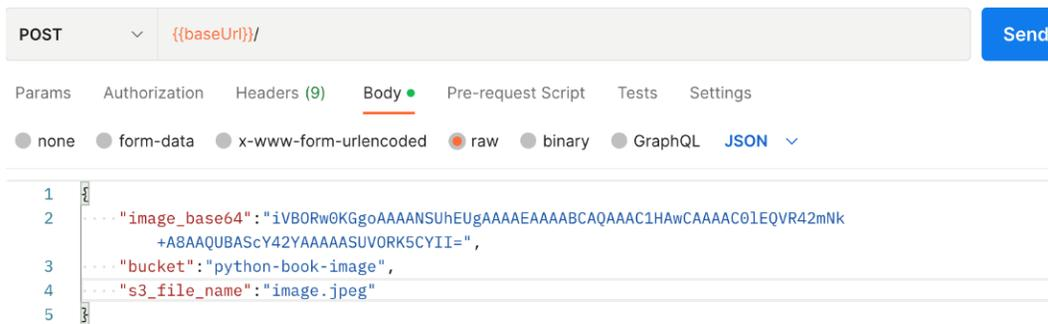 POST {{baseUrl}}/ Send
Params Authorization Headers (9) Body Pre-request Script Tests Settings
none form-data x-www-form-urlencoded raw binary GraphQL JSON
1 {
2 "image_base64":"iVBORw0KGgoAAAANSUhEUgAAAAEAAAABCAQAAAC1HAwCAAAAC0lEQVR42mNk
+A8AAQUBAScY42YAAAAASUVORK5CYII=",
3 "bucket":"python-book-image",
4 "s3_file_name":"image.jpeg"
5 }